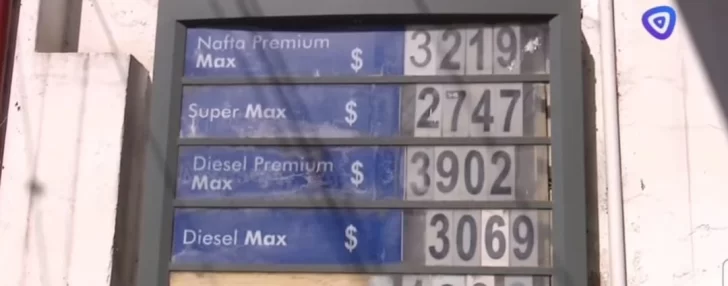 Nafta Premium
Max $ 3219
Super Max $ 2747
Diesel Premium
Max $ 3902
Diesel Max $ 3069